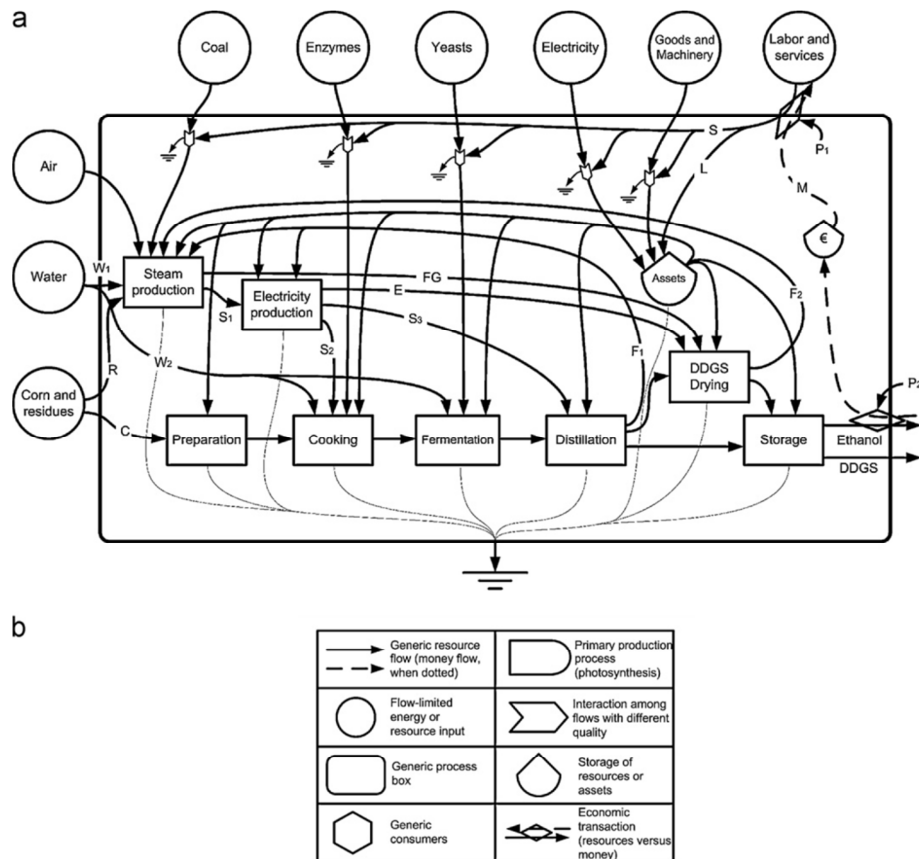 a
Coal
Enzymes
Yeasts
Electricity
Goods and
Machinery
Labor and
services
Air
Water
Corn and
residues
S
P1
L
M
€
W1
Steam
production
FG
Assets
S1
Electricity
production
E
F2
S3
S2
F1
R
W2
DDGS
Drying
P2
C
Preparation
Cooking
Fermentation
Distillation
Storage
Ethanol
DDGS
b
Generic resource
flow (money flow,
when dotted)
Primary production
process
(photosynthesis)
Flow-limited
energy or
resource input
Interaction among
flows with different
quality
Generic process
box
Storage of
resources or
assets
Generic
consumers
Economic
transaction
(resources versus
money)